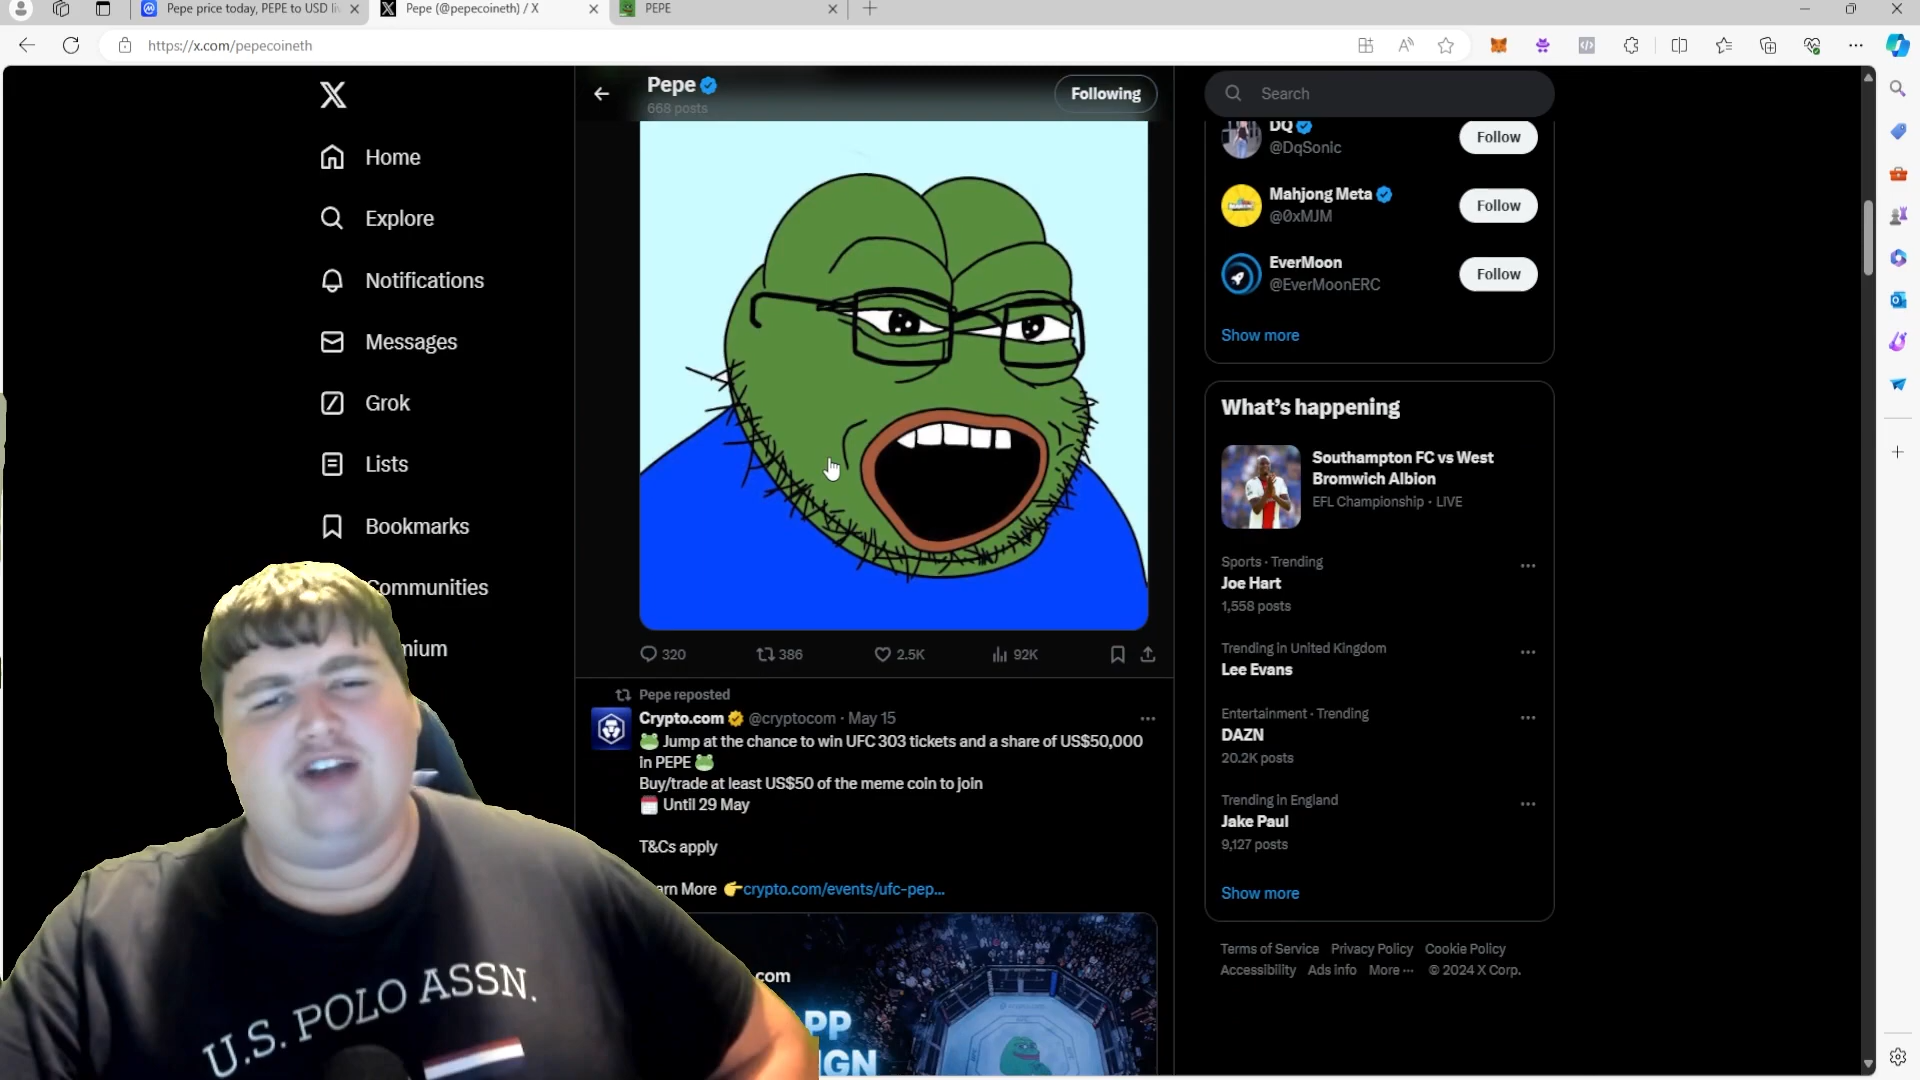 Pepe price today, PEPE to USD li
Pepe (@pepecoineth) / X
PEPE
https://x.com/pepecoineth
Home
Explore
Notifications
Messages
Grok
Lists
Bookmarks
Communities
mium
Pepe
668 posts
Following
320
386
2.5K
92K
Pepe reposted
Crypto.com @cryptocom · May 15
Jump at the chance to win UFC 303 tickets and a share of US$50,000
in PEPE
Buy/trade at least US$50 of the meme coin to join
Until 29 May
T&Cs apply
arn More crypto.com/events/ufc-pep...
.com
PP
IGN
Search
DQ
@DqSonic
Follow
Mahjong Meta
@0xMJM
Follow
EverMoon
@EverMoonERC
Follow
Show more
What's happening
Southampton FC vs West
Bromwich Albion
EFL Championship · LIVE
Sports · Trending
Joe Hart
1,558 posts
Trending in United Kingdom
Lee Evans
Entertainment · Trending
DAZN
20.2K posts
Trending in England
Jake Paul
9,127 posts
Show more
Terms of Service Privacy Policy Cookie Policy
Accessibility Ads info More ··· © 2024 X Corp.
U.S. POLO ASSN.